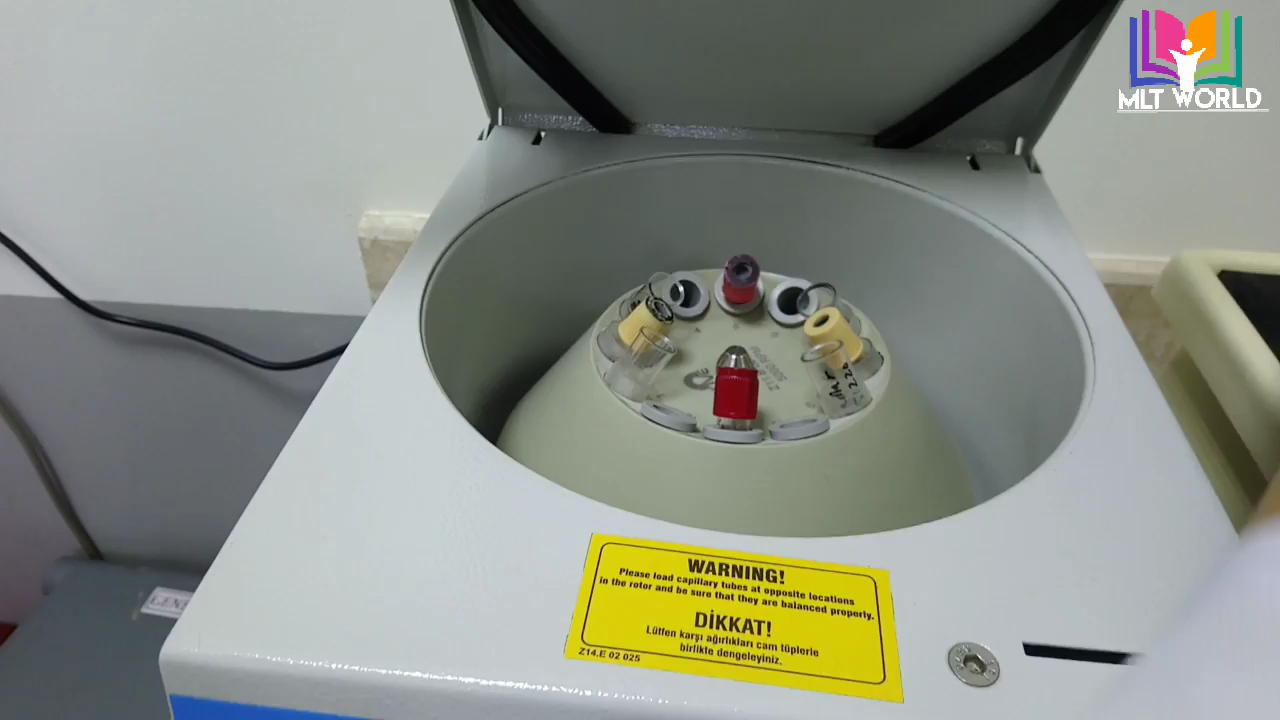 MLT WORLD
WARNING!
Please load capillary tubes at opposite locations
in the rotor and be sure that they are balanced properly.
DİKKAT!
Lütfen karşı ağırlıkları cam tüplerle
birlikte dengeleyiniz.
Z14.E 02 025